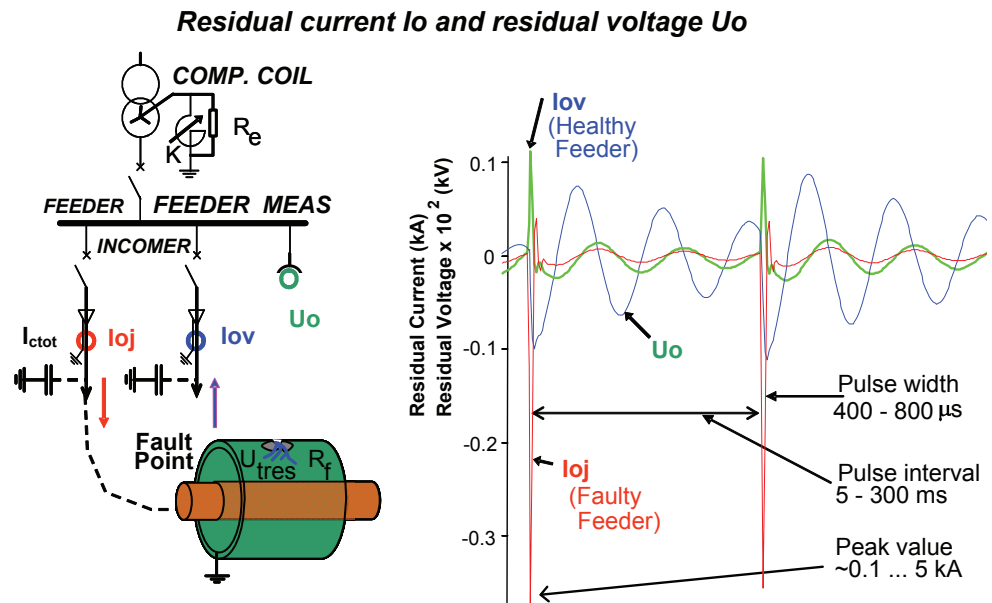 Residual current Io and residual voltage Uo
COMP. COIL
Re
K
FEEDER
FEEDER MEAS
INCOMER
Uo
Ictot
Ioj
Iov
Fault
Point
Utres
Rf
Iov
(Healthy
Feeder)
Residual Current (kA)
Residual Voltage x 10² (kV)
0.1
0
-0.1
-0.2
-0.3
Uo
Pulse width
400 - 800 µs
Pulse interval
5 - 300 ms
Ioj
(Faulty
Feeder)
Peak value
~0.1 ... 5 kA